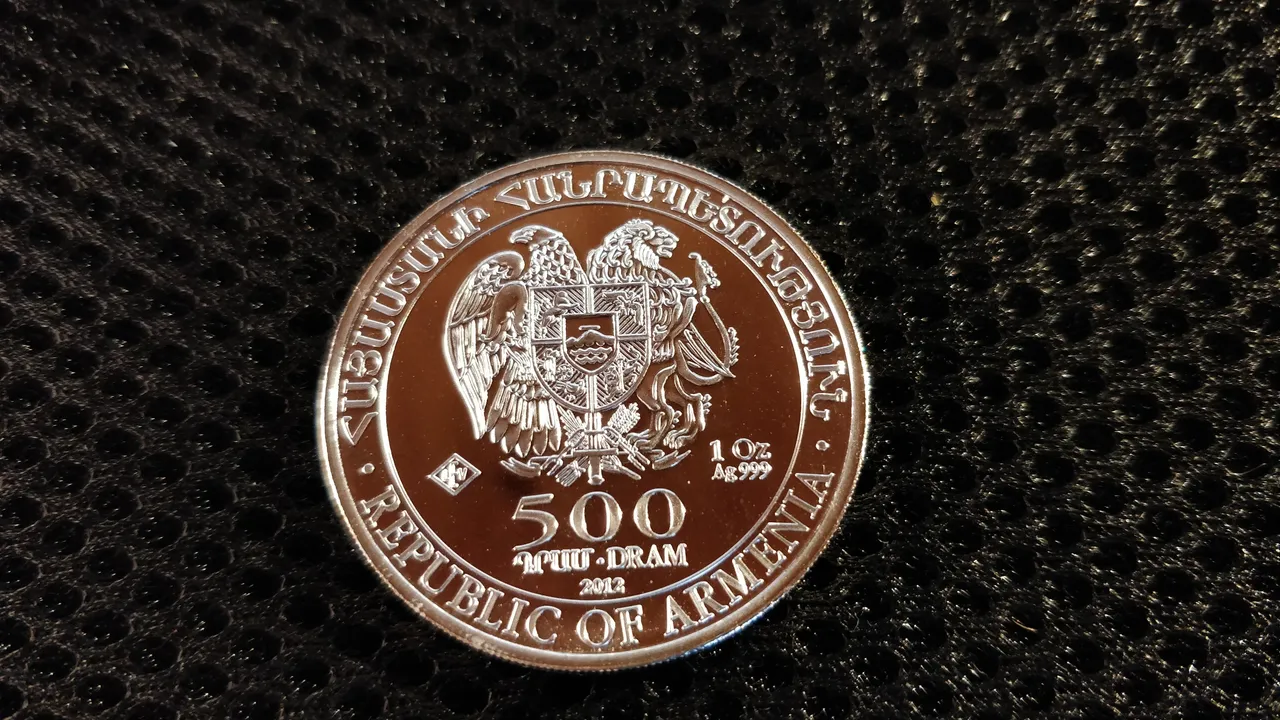 ՀԱՅԱՍՏԱՆԻ ՀԱՆՐԱՊԵՏՈՒԹՅՈՒՆ
1 Oz
Ag 999
500
ԴՐԱՄ · DRAM
2012
· REPUBLIC OF ARMENIA ·